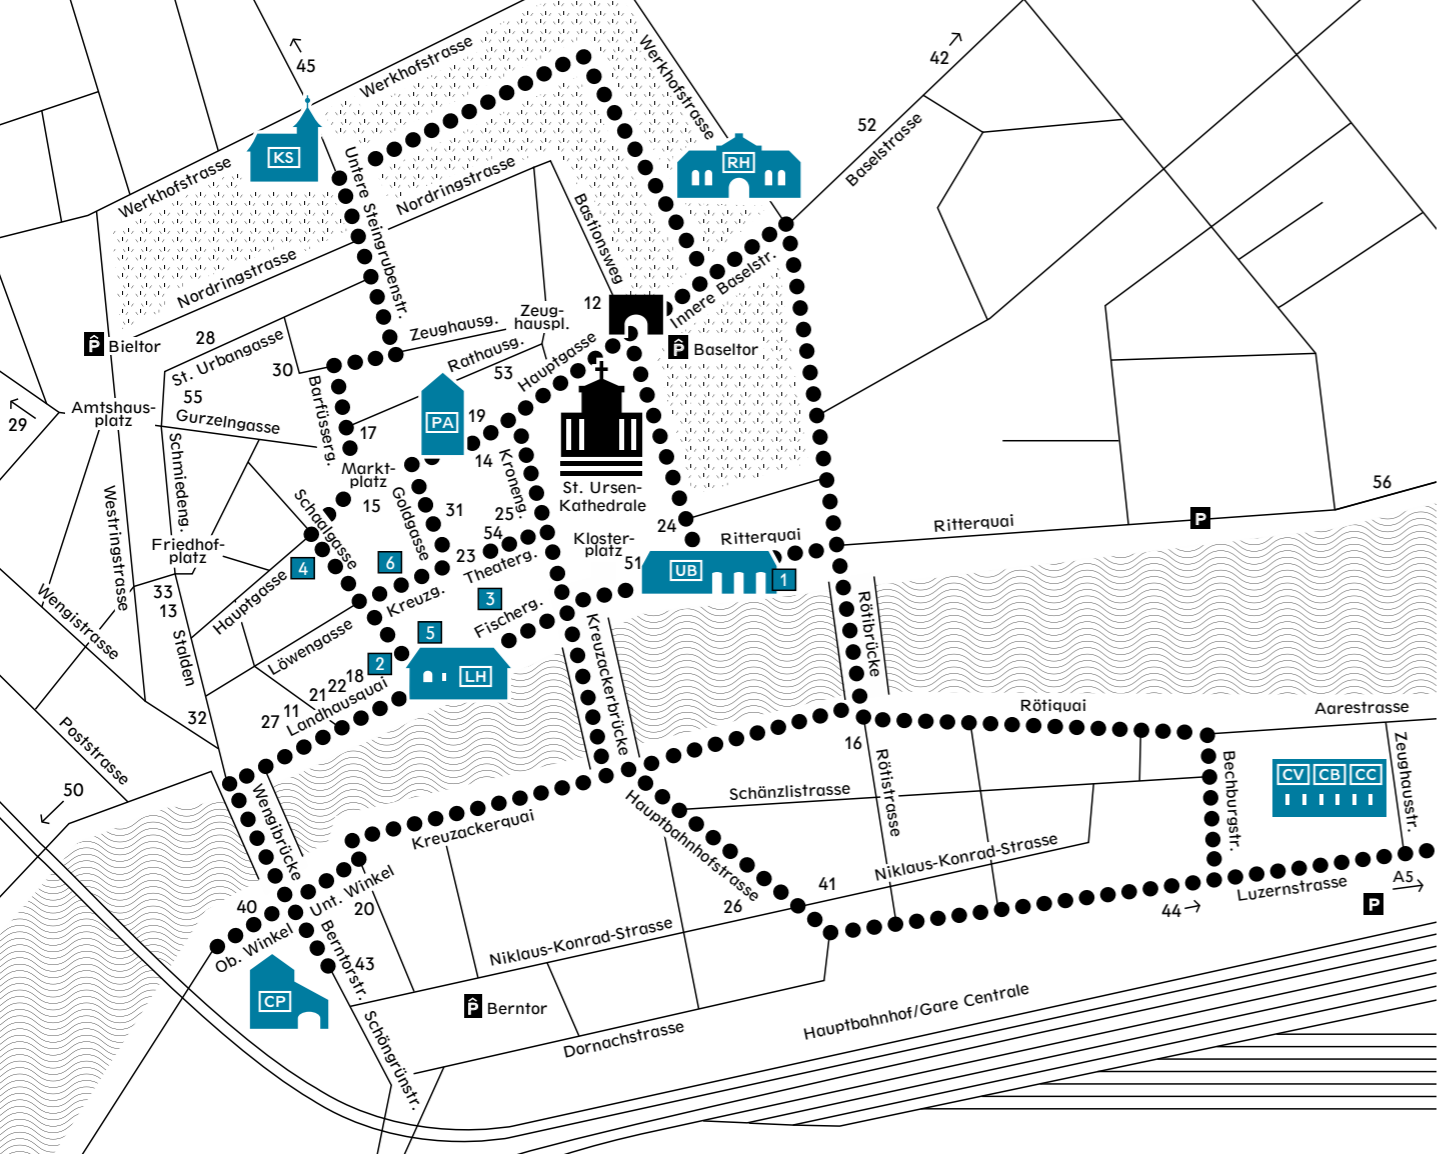 45
Werkhofstrasse
Werkhofstrasse
42
52
Baselstrasse
KS
RH
Werkhofstrasse
Untere Steingrubenstr.
Nordringstrasse
Bastionsweg
Nordringstrasse
Innere Baselstr.
12
Zeughausg.
Zeug-
hauspl.
P
Bieltor
28
St. Urbangasse
Rathausg.
Hauptgasse
P
Baseltor
30
53
55
Barfüsserg.
29
Amtshaus-
platz
Gurzelngasse
PA
19
17
14
Schmiedeng.
Kroneng.
Markt-
platz
St. Ursen-
Kathedrale
56
Westringstrasse
Schaalgasse
15
Goldgasse
31
25
24
Ritterquai
P
Ritterquai
54
Friedhof-
platz
23
Theaterg.
Kloster-
platz
51
UB
1
4
6
33
13
Hauptgasse
Kreuzg.
3
Fischerg.
Wengistrasse
Stalden
Löwengasse
5
Kreuzackerbrücke
Rötibrücke
2
LH
18
22
21
11
27
Landhausquai
32
Rötiquai
Aarestrasse
Poststrasse
16
50
Wengibrücke
Rötistrasse
Bechburgstr.
Zeughausstr.
CV
CB
CC
Schänzlistrasse
Kreuzackerquai
Hauptbahnhofstrasse
Niklaus-Konrad-Strasse
41
26
Unt. Winkel
20
40
Ob. Winkel
Berntorstr.
43
Niklaus-Konrad-Strasse
Luzernstrasse
44
A5
P
CP
P
Berntor
Schöngrünstr.
Dornachstrasse
Hauptbahnhof/Gare Centrale